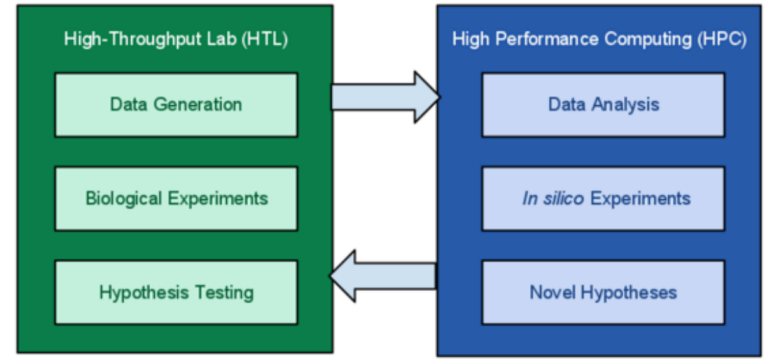 High-Throughput Lab (HTL)
Data Generation
Biological Experiments
Hypothesis Testing
High Performance Computing (HPC)
Data Analysis
In silico Experiments
Novel Hypotheses